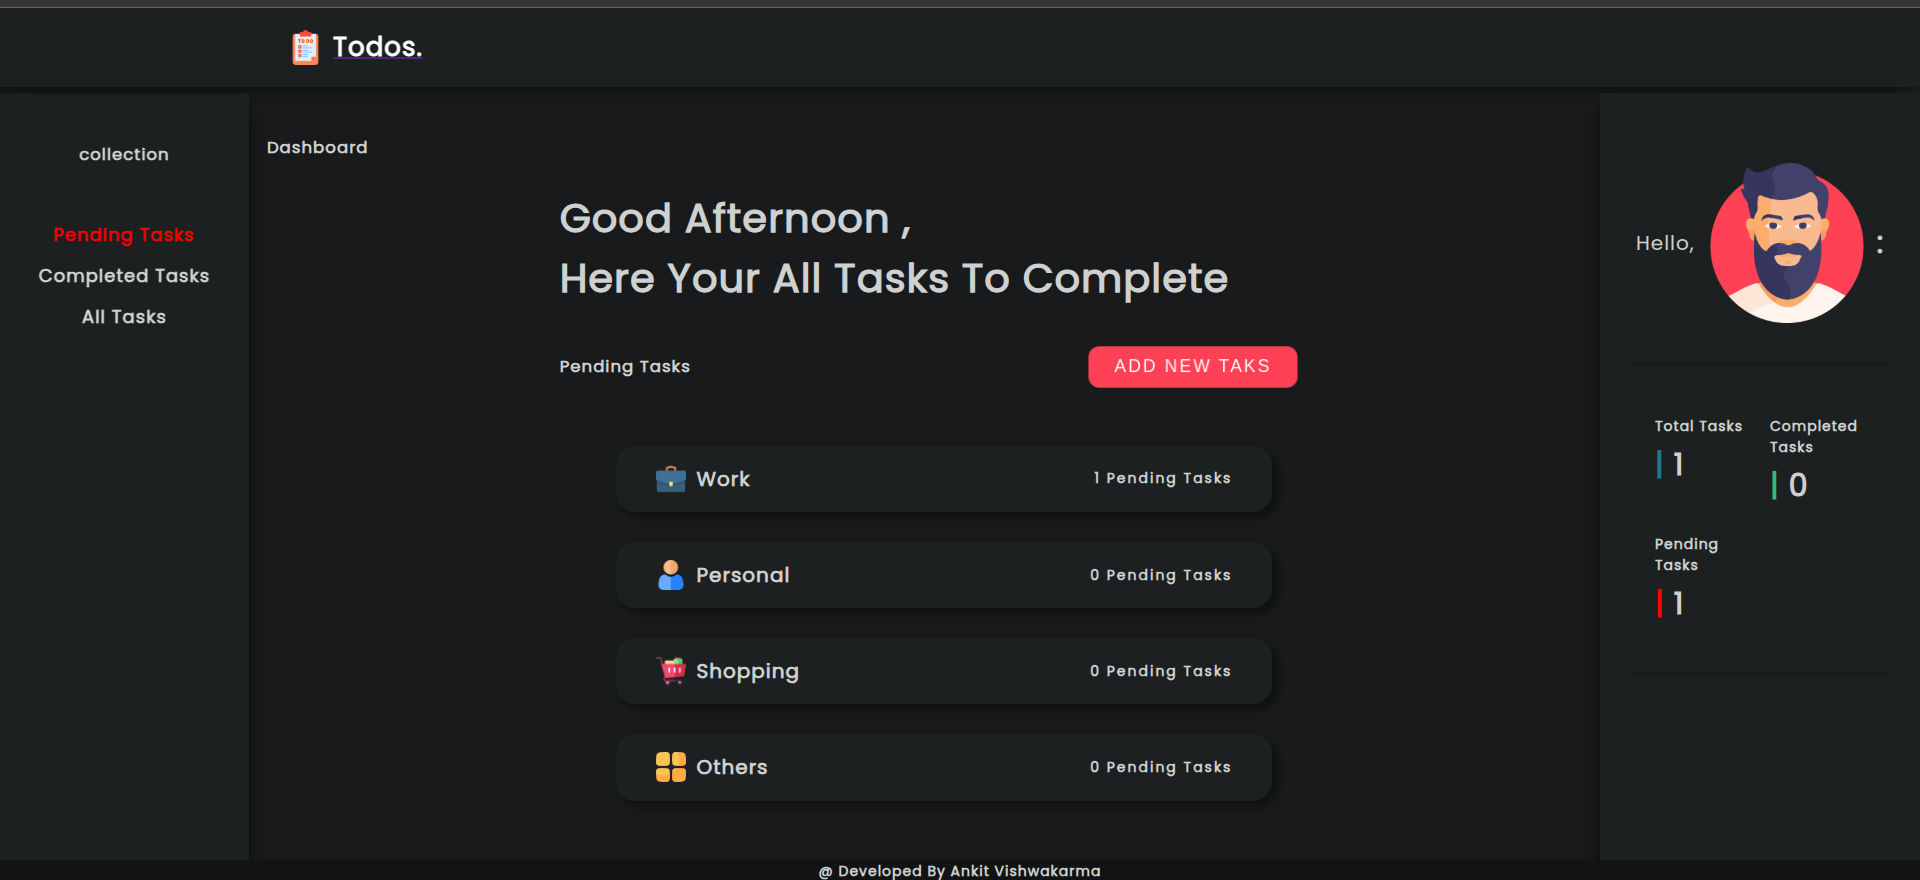 Todos.
collection
Pending Tasks
Completed Tasks
All Tasks
Dashboard
Good Afternoon ,
Here Your All Tasks To Complete
Pending Tasks
ADD NEW TAKS
Work
1 Pending Tasks
Personal
0 Pending Tasks
Shopping
0 Pending Tasks
Others
0 Pending Tasks
Hello,
:
Total Tasks
1
Completed
Tasks
0
Pending
Tasks
1
@ Developed By Ankit Vishwakarma